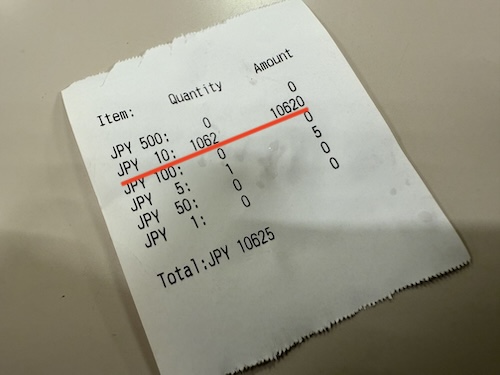 Item: Quantity Amount
JPY 500: 0 0
JPY 10: 1062 10620
JPY 100: 0 0
JPY 5: 1 5
JPY 50: 0 0
JPY 1: 0 0
Total:JPY 10625